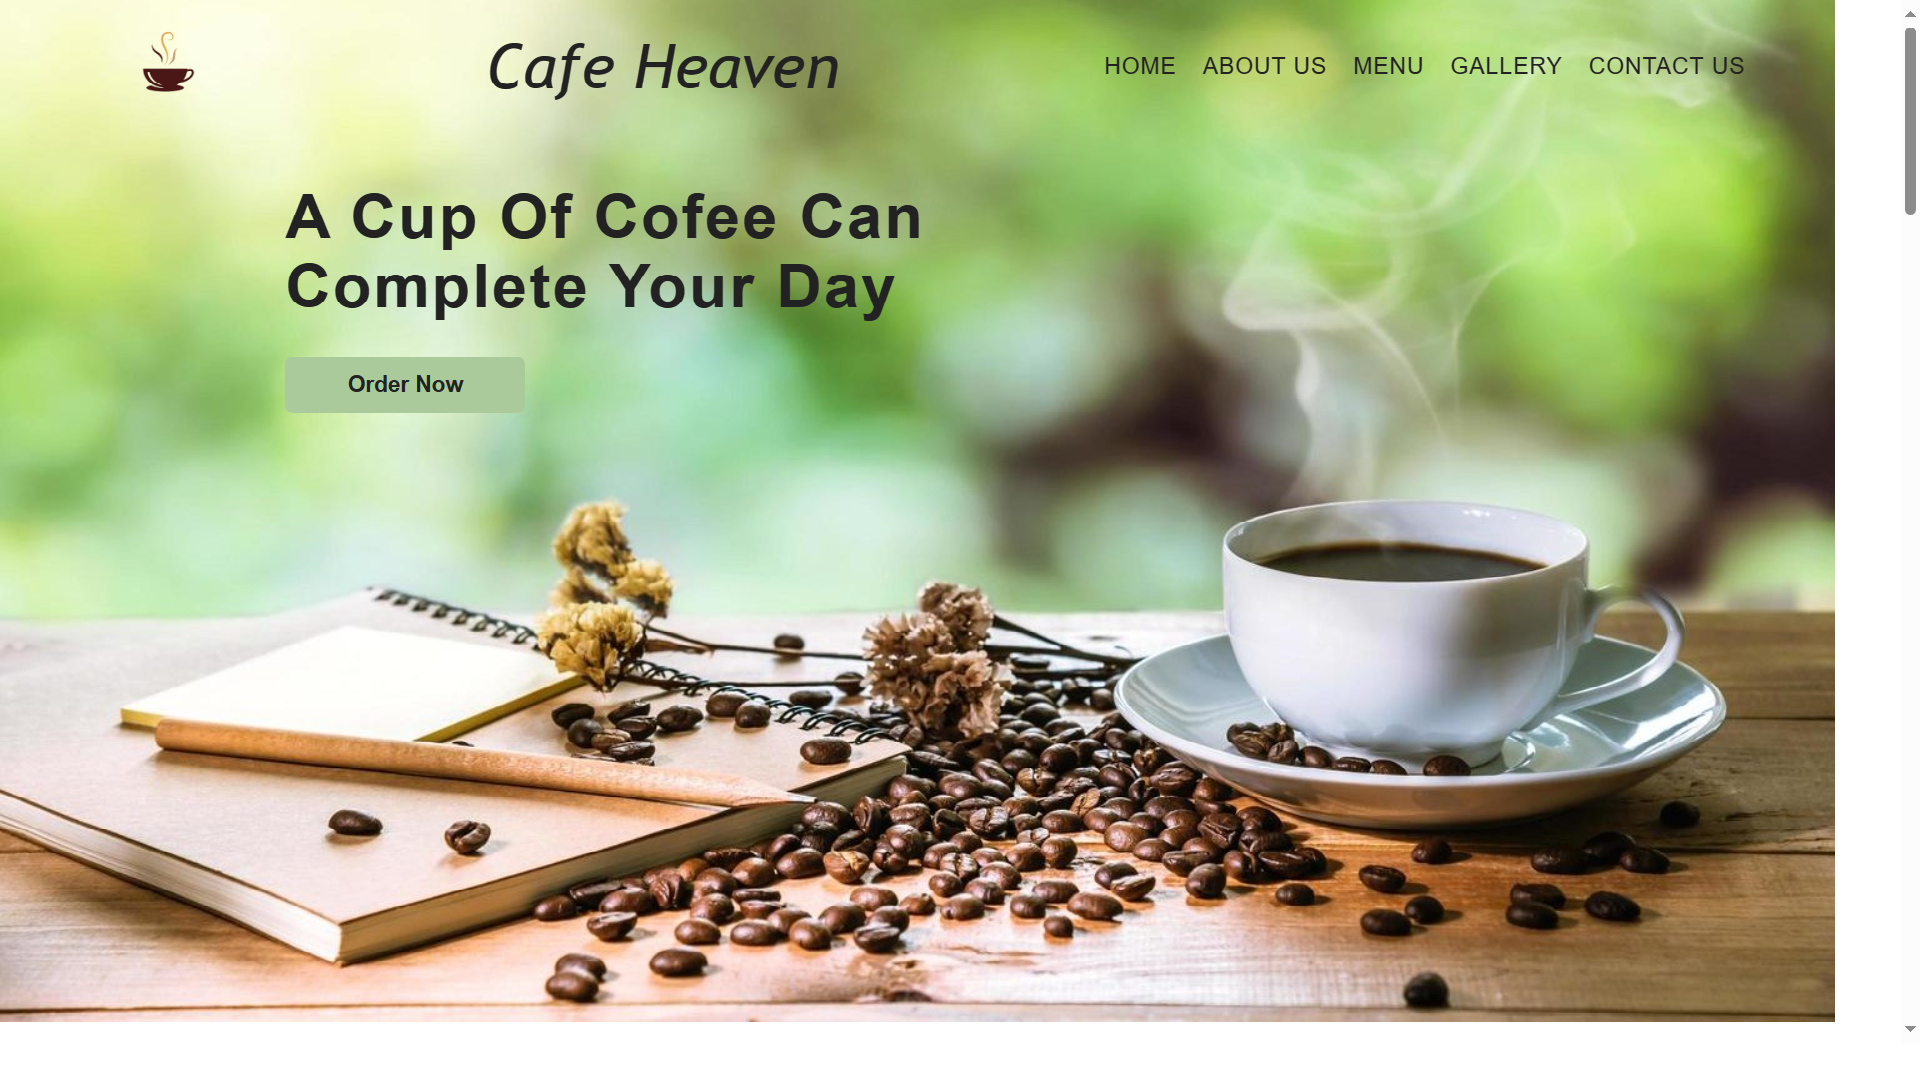 Cafe Heaven
HOME ABOUT US MENU GALLERY CONTACT US
A Cup Of Cofee Can
Complete Your Day
Order Now